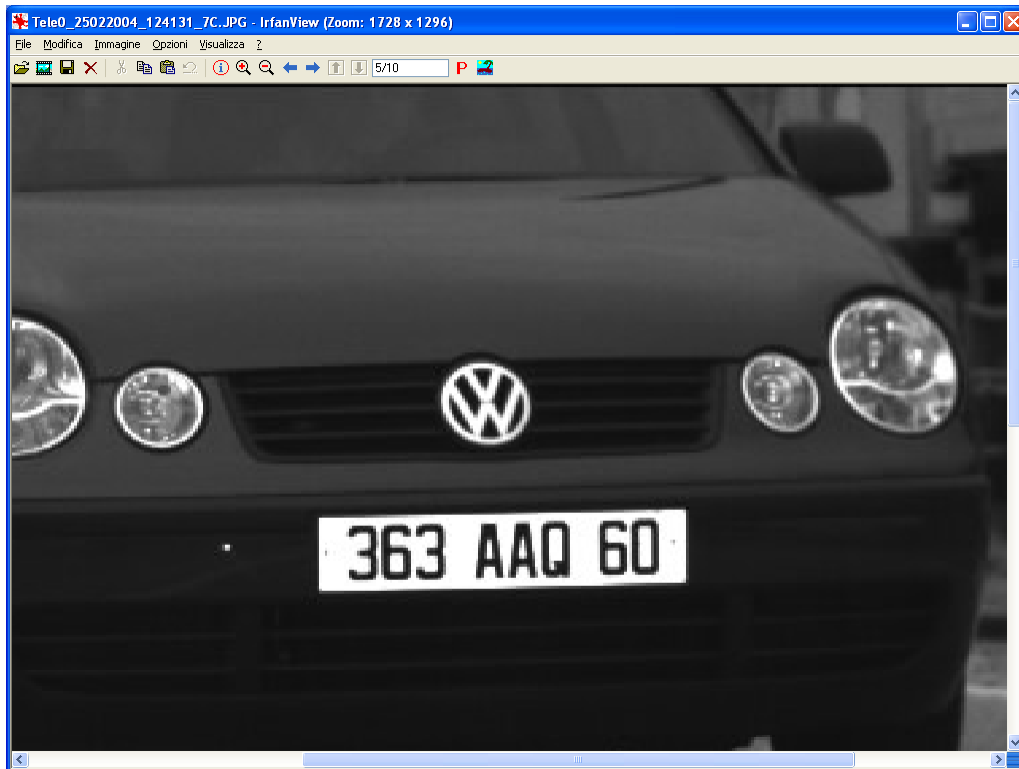 Tele0_25022004_124131_7C.JPG - IrfanView (Zoom: 1728 x 1296)
File Modifica Immagine Opzioni Visualizza ?
5/10 P
363 AAQ 60